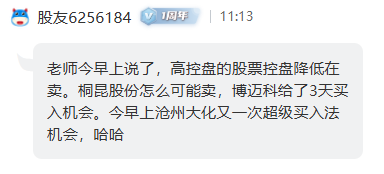 股友6256184 V 1周年 11:13
老师今早上说了，高控盘的股票控盘降低在
卖。桐昆股份怎么可能卖，博迈科给了3天买
入机会。今早上沧州大化又一次超级买入法
机会，哈哈